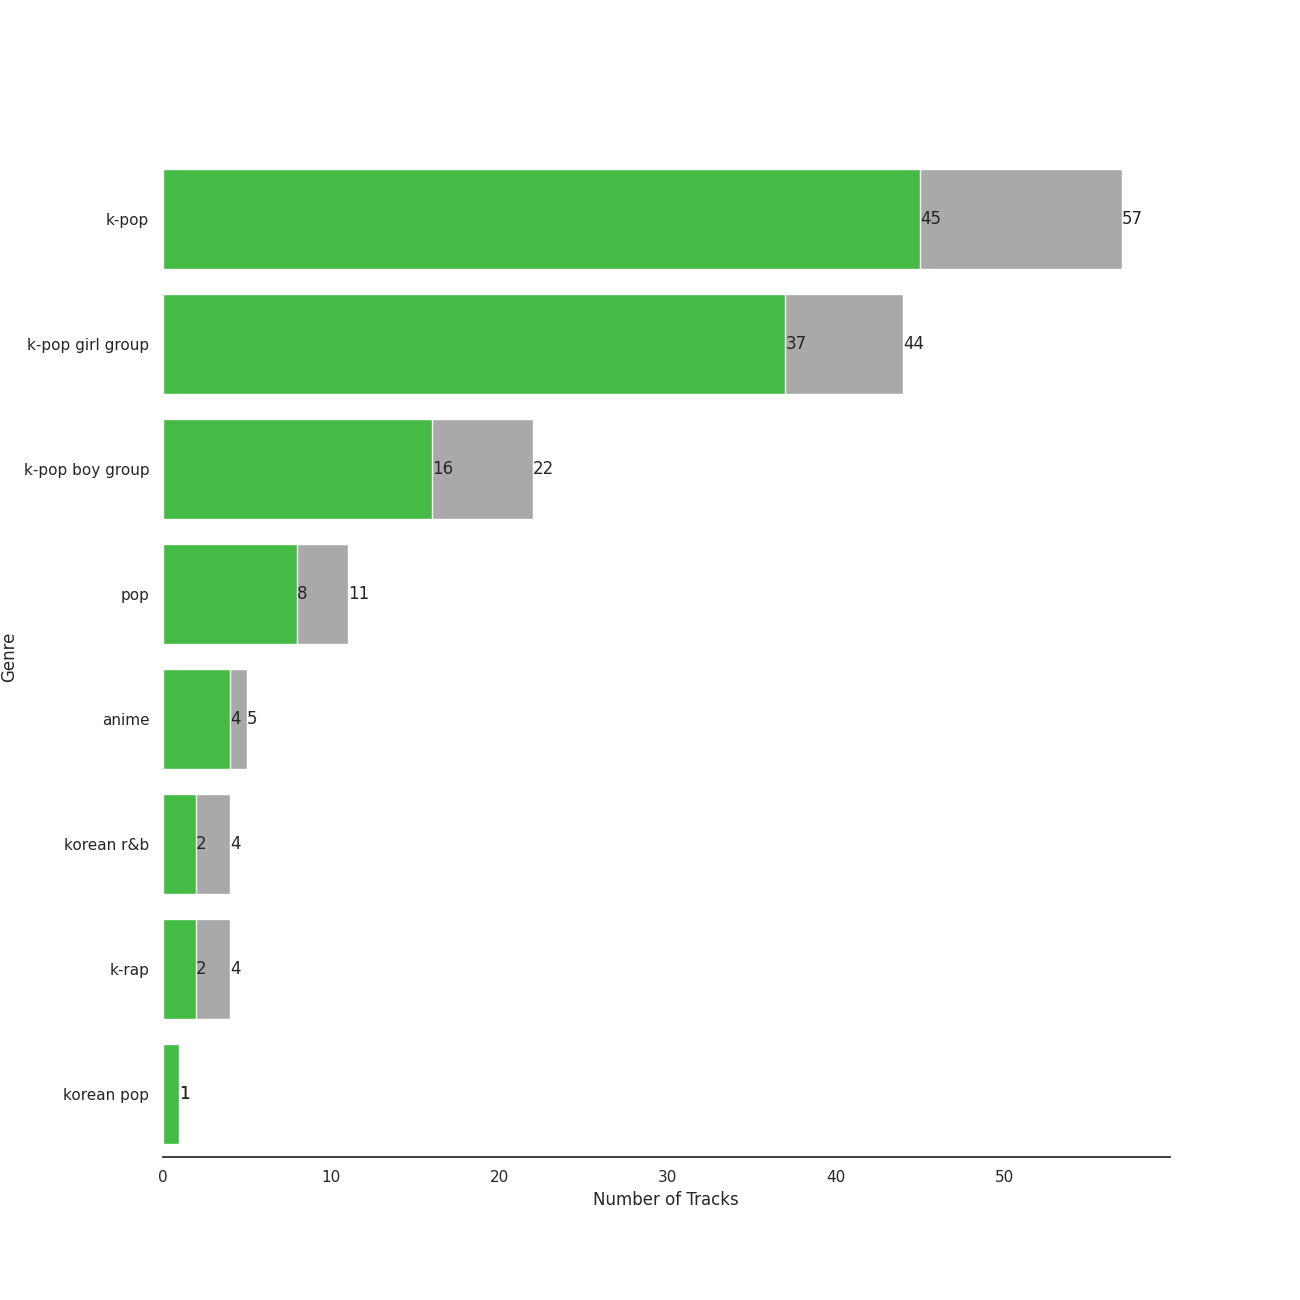 k-pop 45 57
k-pop girl group 37 44
k-pop boy group 16 22
pop 8 11
Genre
anime 4 5
korean r&b 2 4
k-rap 2 4
korean pop 1
0 10 20 30 40 50
Number of Tracks